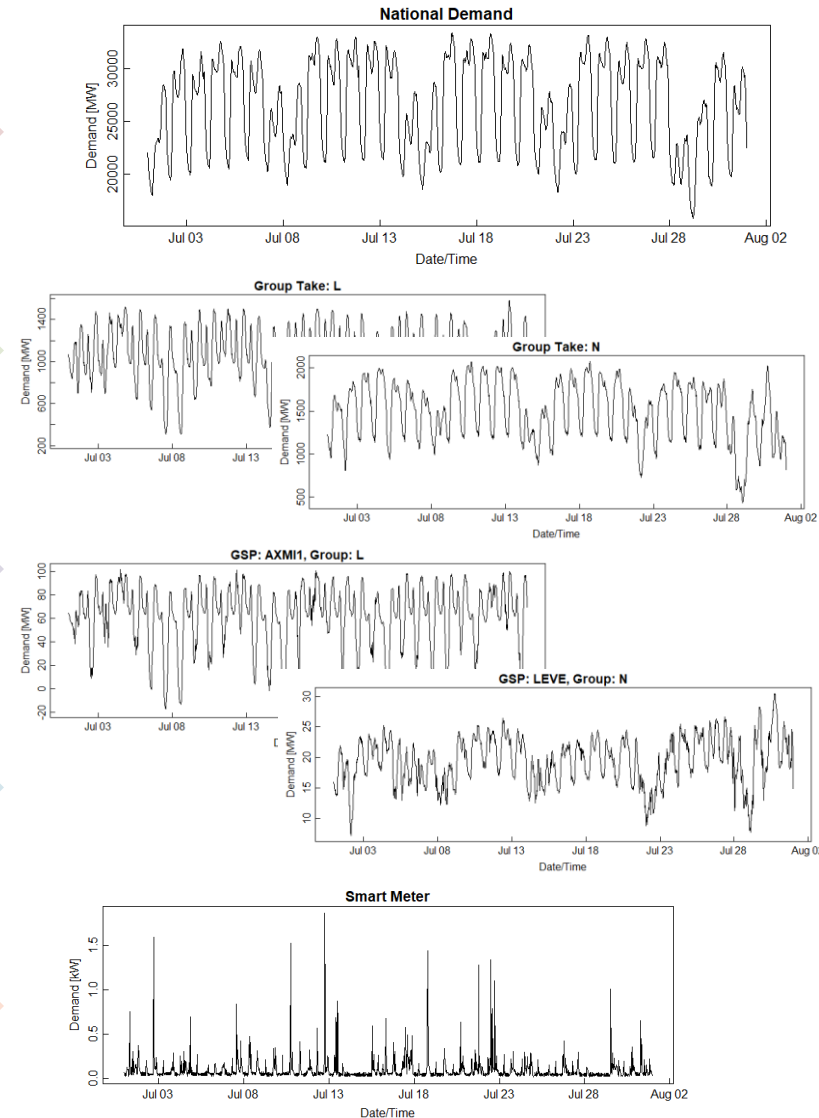 National Demand
Demand [MW]
20000 25000 30000
Jul 03 Jul 08 Jul 13 Jul 18 Jul 23 Jul 28 Aug 02
Date/Time
Group Take: L
Demand [MW]
200 600 1000 1400
Jul 03 Jul 08 Jul 13
Group Take: N
Demand [MW]
500 1000 1500 2000
Jul 03 Jul 08 Jul 13 Jul 18 Jul 23 Jul 28 Aug 02
Date/Time
GSP: AXMI1, Group: L
Demand [MW]
-20 0 20 40 60 80 100
Jul 03 Jul 08 Jul 13
GSP: LEVE, Group: N
Demand [MW]
10 15 20 25 30
Jul 03 Jul 08 Jul 13 Jul 18 Jul 23 Jul 28 Aug 0
Date/Time
Smart Meter
Demand [kW]
0.0 0.5 1.0 1.5
Jul 03 Jul 08 Jul 13 Jul 18 Jul 23 Jul 28 Aug 02
Date/Time